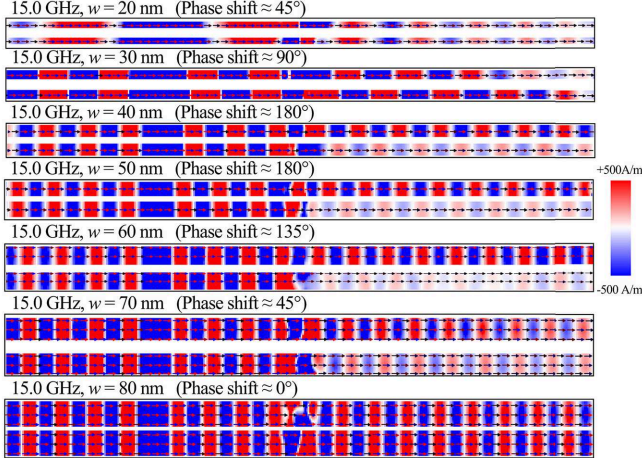 15.0 GHz, w = 20 nm (Phase shift ≈ 45°)
15.0 GHz, w = 30 nm (Phase shift ≈ 90°)
15.0 GHz, w = 40 nm (Phase shift ≈ 180°)
15.0 GHz, w = 50 nm (Phase shift ≈ 180°)
+500A/m
15.0 GHz, w = 60 nm (Phase shift ≈ 135°)
-500 A/m
15.0 GHz, w = 70 nm (Phase shift ≈ 45°)
15.0 GHz, w = 80 nm (Phase shift ≈ 0°)